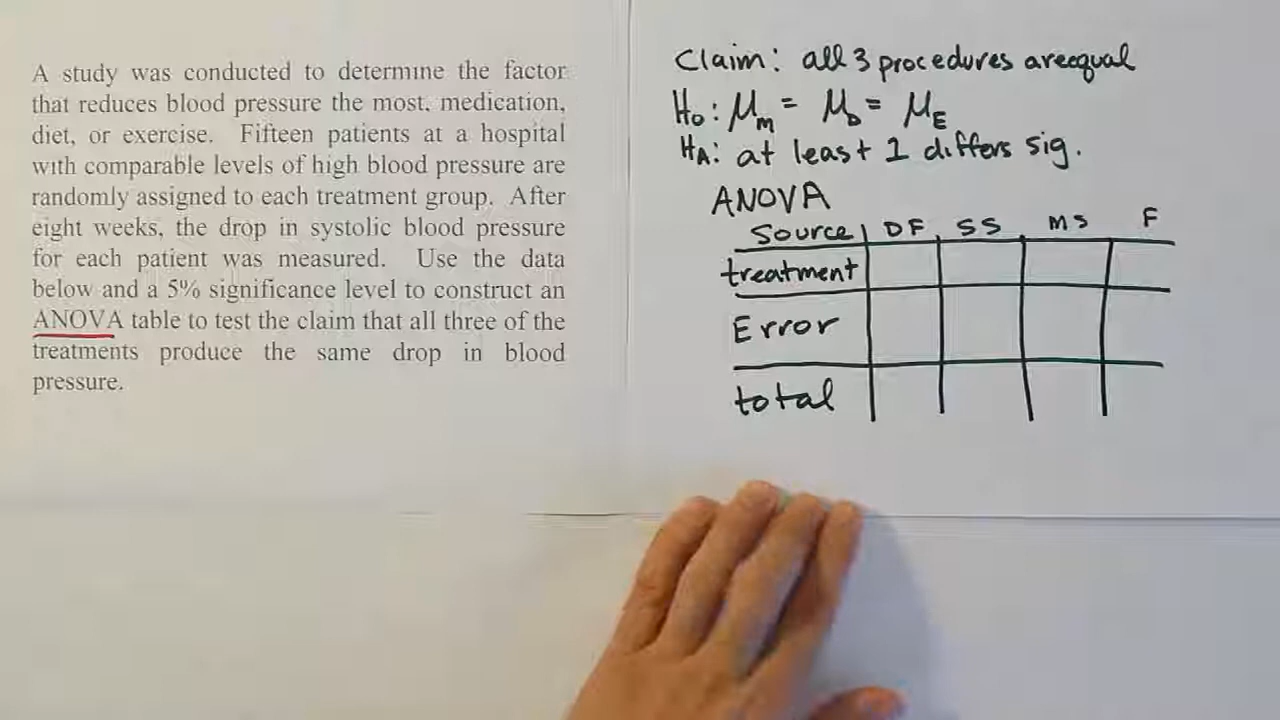 A study was conducted to determine the factor
that reduces blood pressure the most, medication,
diet, or exercise. Fifteen patients at a hospital
with comparable levels of high blood pressure are
randomly assigned to each treatment group. After
eight weeks, the drop in systolic blood pressure
for each patient was measured. Use the data
below and a 5% significance level to construct an
ANOVA table to test the claim that all three of the
treatments produce the same drop in blood
pressure.
Claim: all 3 procedures are equal
H₀: μₘ = μ_D = μ_E
H_A: at least 1 differs sig.
ANOVA
Source DF SS MS F
treatment
Error
total